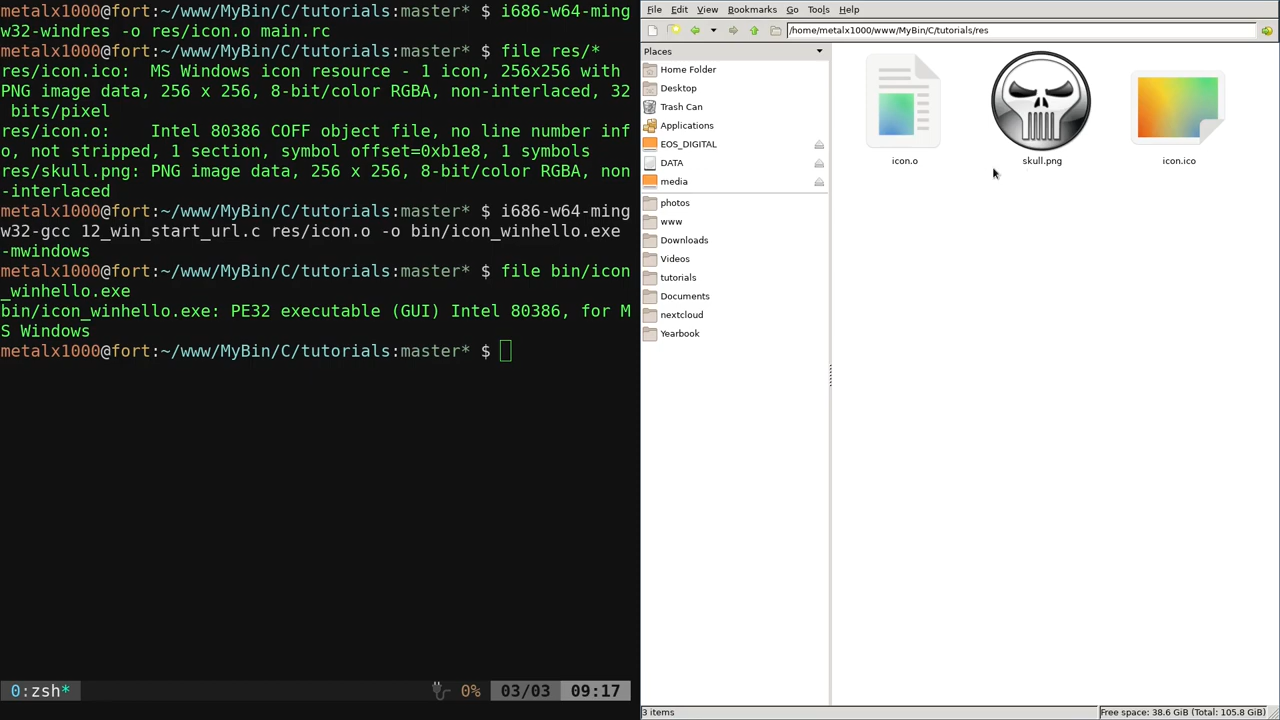 metalx1000@fort:~/www/MyBin/C/tutorials:master* $ i686-w64-ming
w32-windres -o res/icon.o main.rc
metalx1000@fort:~/www/MyBin/C/tutorials:master* $ file res/*
res/icon.ico:  MS Windows icon resource - 1 icon, 256x256 with
PNG image data, 256 x 256, 8-bit/color RGBA, non-interlaced, 32
 bits/pixel
res/icon.o:    Intel 80386 COFF object file, no line number inf
o, not stripped, 1 section, symbol offset=0xb1e8, 1 symbols
res/skull.png: PNG image data, 256 x 256, 8-bit/color RGBA, non
-interlaced
metalx1000@fort:~/www/MyBin/C/tutorials:master* $ i686-w64-ming
w32-gcc 12_win_start_url.c res/icon.o -o bin/icon_winhello.exe
-mwindows
metalx1000@fort:~/www/MyBin/C/tutorials:master* $ file bin/icon
_winhello.exe
bin/icon_winhello.exe: PE32 executable (GUI) Intel 80386, for M
S Windows
metalx1000@fort:~/www/MyBin/C/tutorials:master* $
0:zsh*
0%
03/03
09:17
File Edit View Bookmarks Go Tools Help
/home/metalx1000/www/MyBin/C/tutorials/res
Places
Home Folder
Desktop
Trash Can
Applications
EOS_DIGITAL
DATA
media
photos
www
Downloads
Videos
tutorials
Documents
nextcloud
Yearbook
icon.o
skull.png
icon.ico
3 items
Free space: 38.6 GiB (Total: 105.8 GiB)